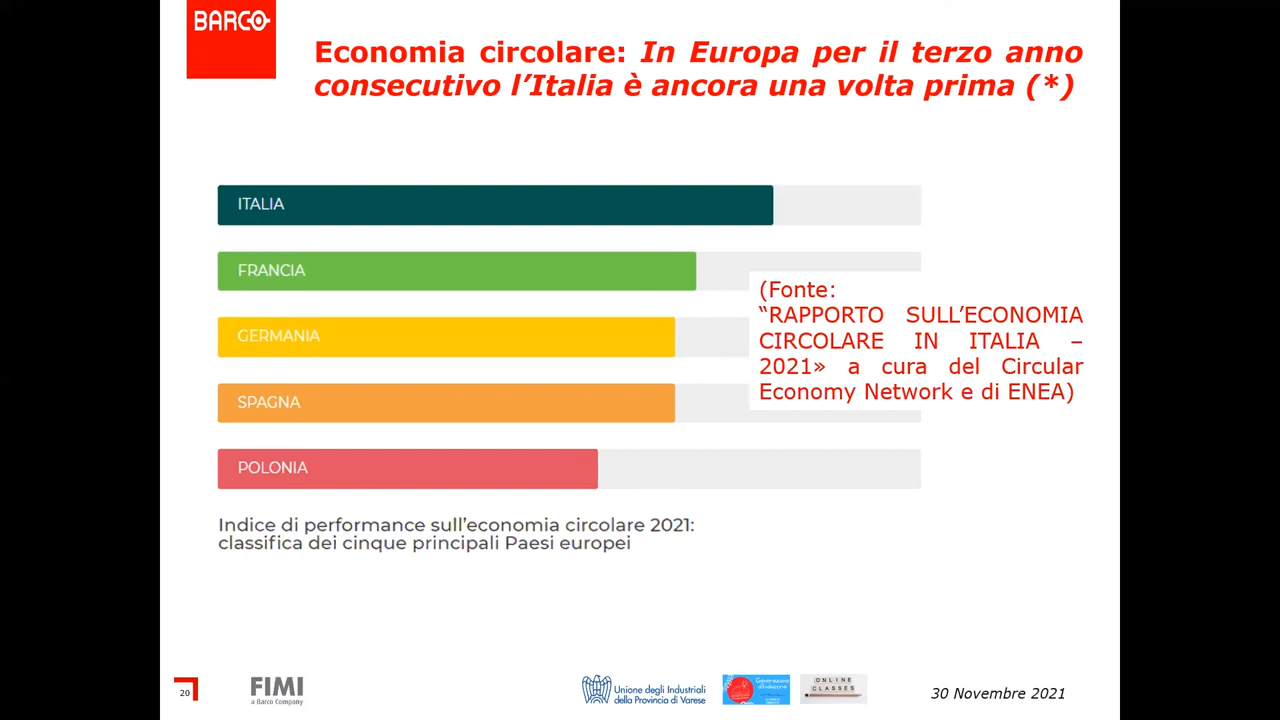 BARCO
Economia circolare: In Europa per il terzo anno
consecutivo l’Italia è ancora una volta prima (*)
ITALIA
FRANCIA
GERMANIA
SPAGNA
POLONIA
(Fonte:
“RAPPORTO SULL’ECONOMIA
CIRCOLARE IN ITALIA –
2021» a cura del Circular
Economy Network e di ENEA)
Indice di performance sull’economia circolare 2021:
classifica dei cinque principali Paesi europei
20
FIMI
a Barco Company
Unione degli Industriali
della Provincia di Varese
Generazione
d'Industria
ONLINE
CLASSES
30 Novembre 2021